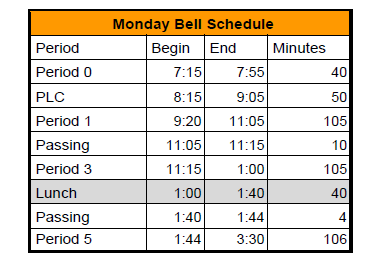 Monday Bell Schedule
Period Begin End Minutes
Period 0 7:15 7:55 40
PLC 8:15 9:05 50
Period 1 9:20 11:05 105
Passing 11:05 11:15 10
Period 3 11:15 1:00 105
Lunch 1:00 1:40 40
Passing 1:40 1:44 4
Period 5 1:44 3:30 106